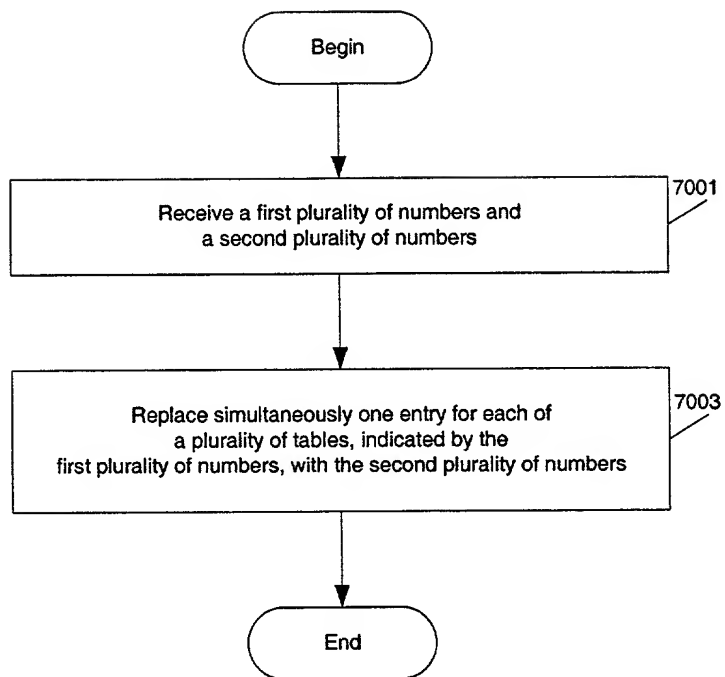 Begin
7001
Receive a first plurality of numbers and
a second plurality of numbers
7003
Replace simultaneously one entry for each of
a plurality of tables, indicated by the
first plurality of numbers, with the second plurality of numbers
End